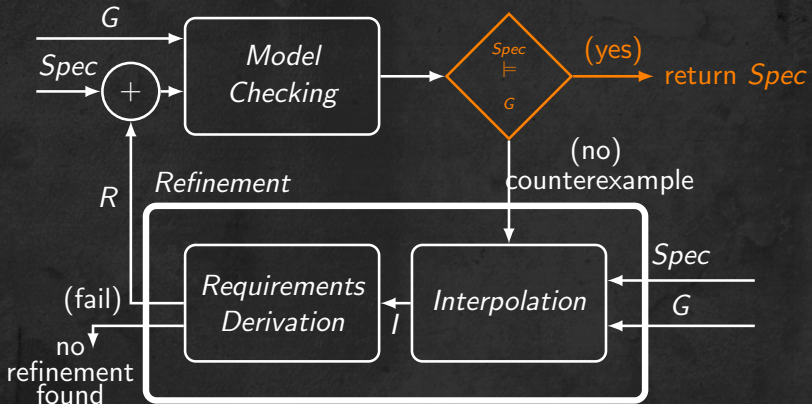 G
Spec
+
Model
Checking
Spec
⊨
G
(yes)
return Spec
(no)
counterexample
R
Refinement
Requirements
Derivation
I
Interpolation
Spec
G
(fail)
no
refinement
found